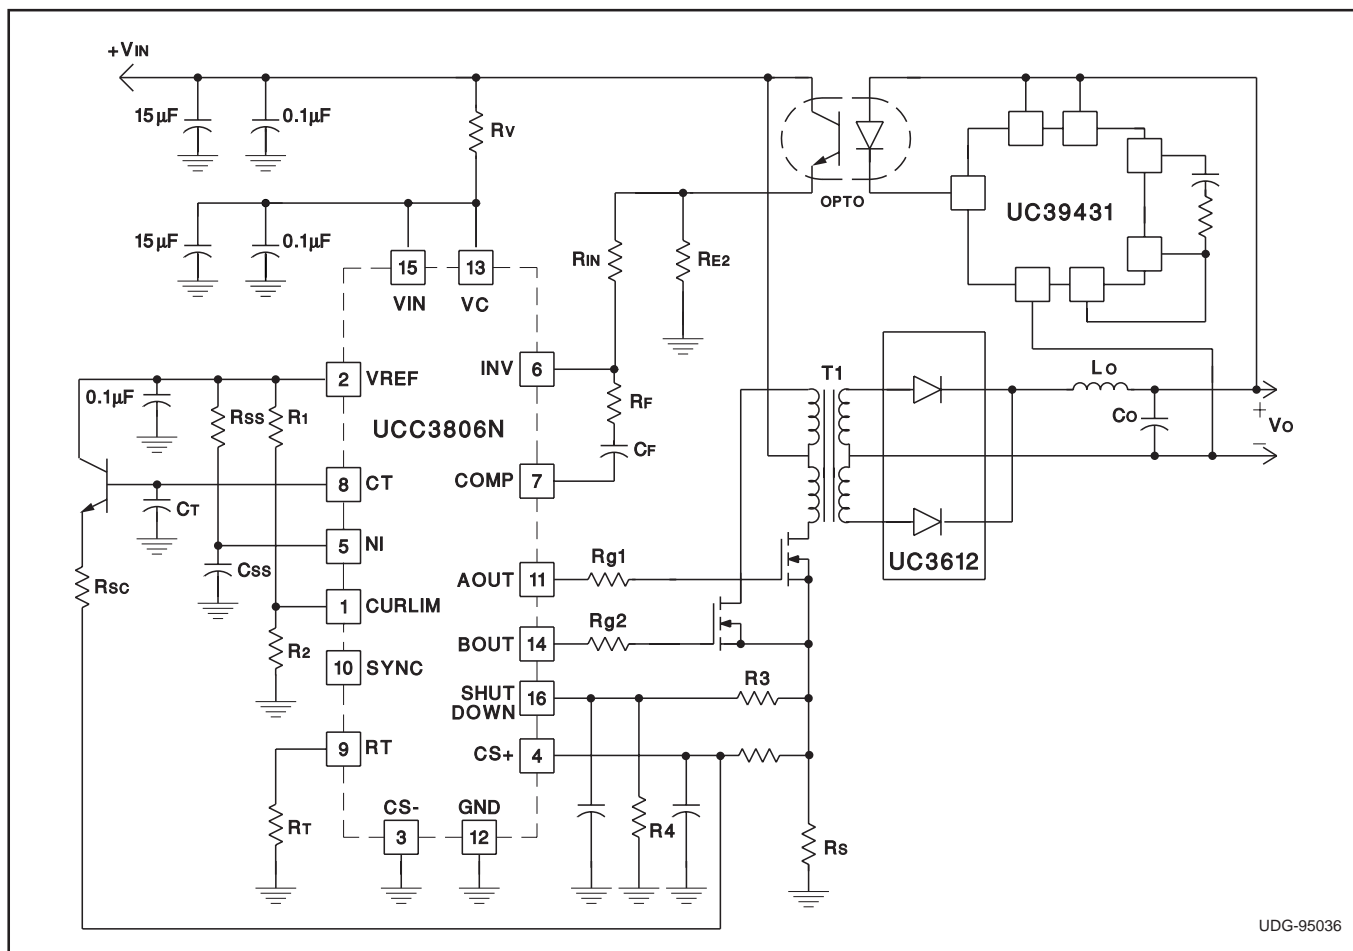 +VIN
15µF
0.1µF
RV
OPTO
UC39431
15µF
0.1µF
RIN
RE2
15
13
VIN
VC
2
VREF
INV
6
T1
LO
0.1µF
RSS
R1
RF
UCC3806N
CO
+
VO
–
CF
8
CT
COMP
7
CT
5
NI
UC3612
CSS
Rg1
AOUT
11
RSC
1
CURLIM
Rg2
BOUT
14
R2
10
SYNC
SHUT
DOWN
16
R3
9
RT
CS+
4
CS-
GND
RT
3
12
R4
RS
UDG-95036